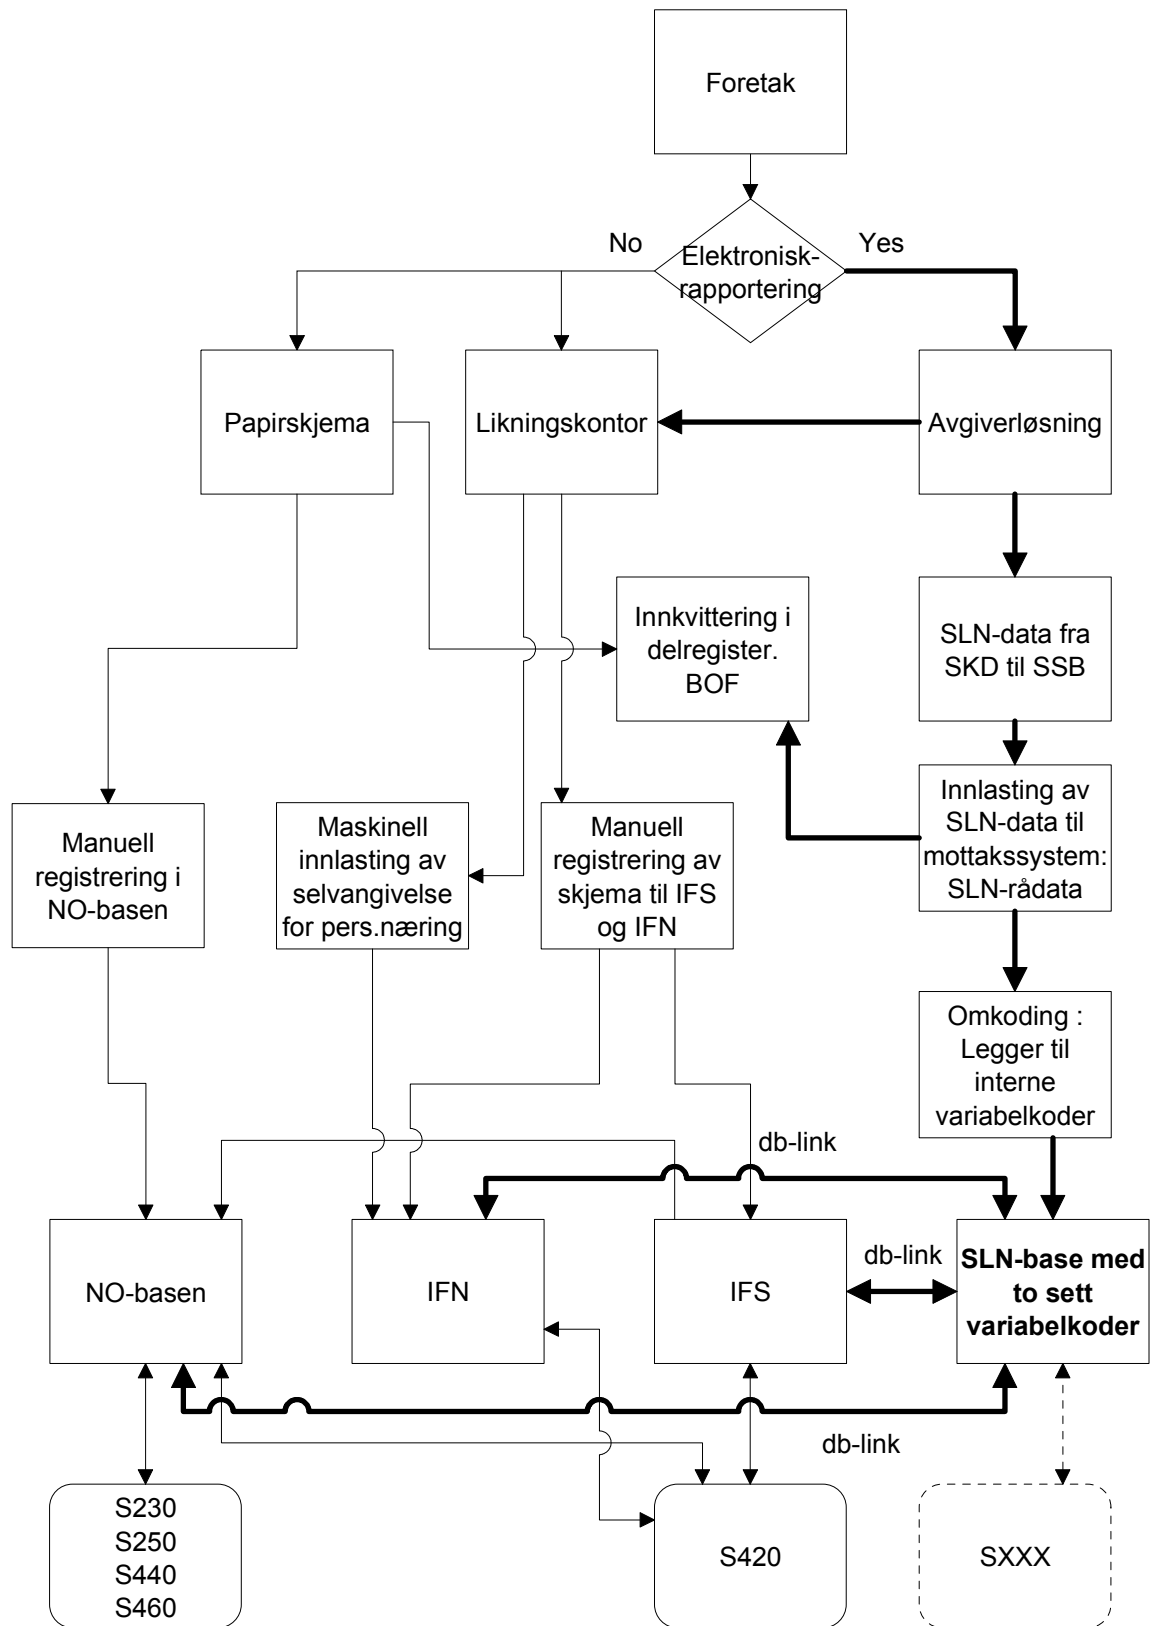 Foretak
No
Elektronisk-
rapportering
Yes
Papirskjema
Likningskontor
Avgiverløsning
Innkvittering i
delregister.
BOF
SLN-data fra
SKD til SSB
Manuell
registrering i
NO-basen
Maskinell
innlasting av
selvangivelse
for pers.næring
Manuell
registrering av
skjema til IFS
og IFN
Innlasting av
SLN-data til
mottakssystem:
SLN-rådata
Omkoding :
Legger til
interne
variabelkoder
db-link
NO-basen
IFN
IFS
db-link
SLN-base med
to sett
variabelkoder
db-link
S230
S250
S440
S460
S420
SXXX